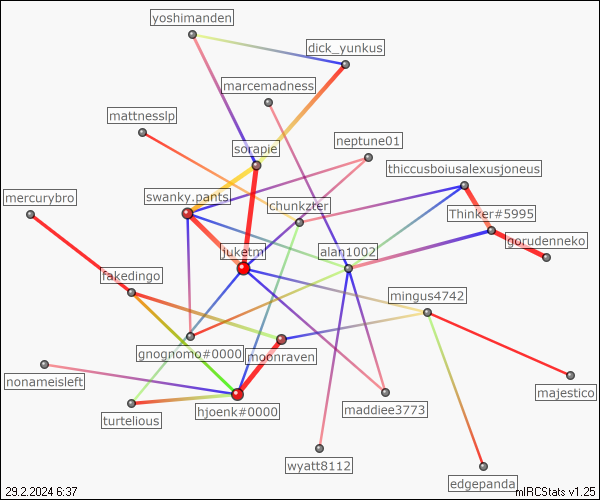 yoshimanden
dick_yunkus
marcemadness
mattnesslp
neptune01
sorapie
thiccusboiusalexusjoneus
mercurybro
swanky.pants
chunkzter
Thinker#5995
juketm
alan1002
gorudenneko
fakedingo
mingus4742
gnognomo#0000
moonraven
nonameisleft
majestico
turtelious
hjoenk#0000
maddiee3773
wyatt8112
edgepanda
29.2.2024 6:37
mIRCStats v1.25